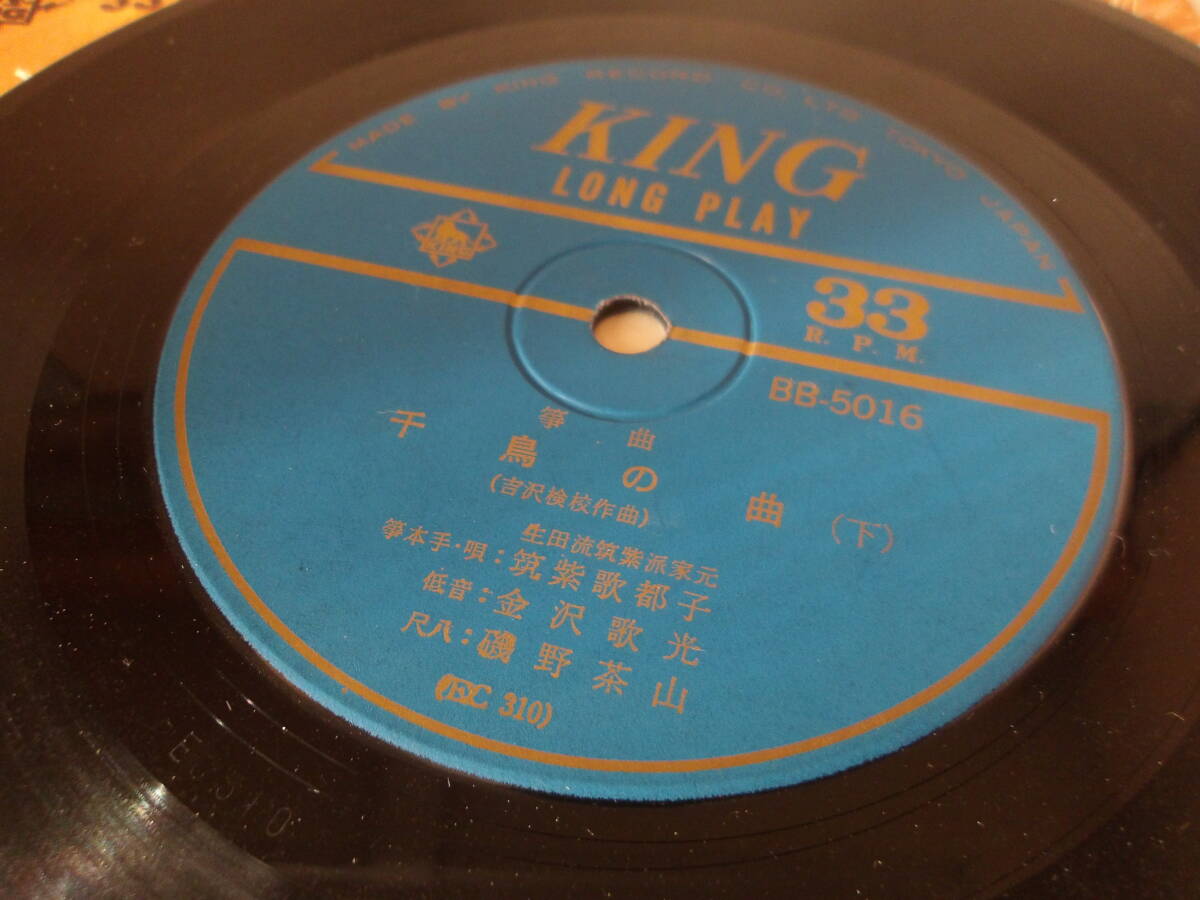 MADE BY KING RECORD CO., LTD. TOKYO JAPAN
KING
LONG PLAY
33
R. P. M.
BB-5016
箏曲
千鳥の曲 (下)
(吉沢検校作曲)
生田流筑紫派家元
箏本手・唄：筑紫歌都子
低音：金沢歌光
尺八：磯野茶山
(EC 310)